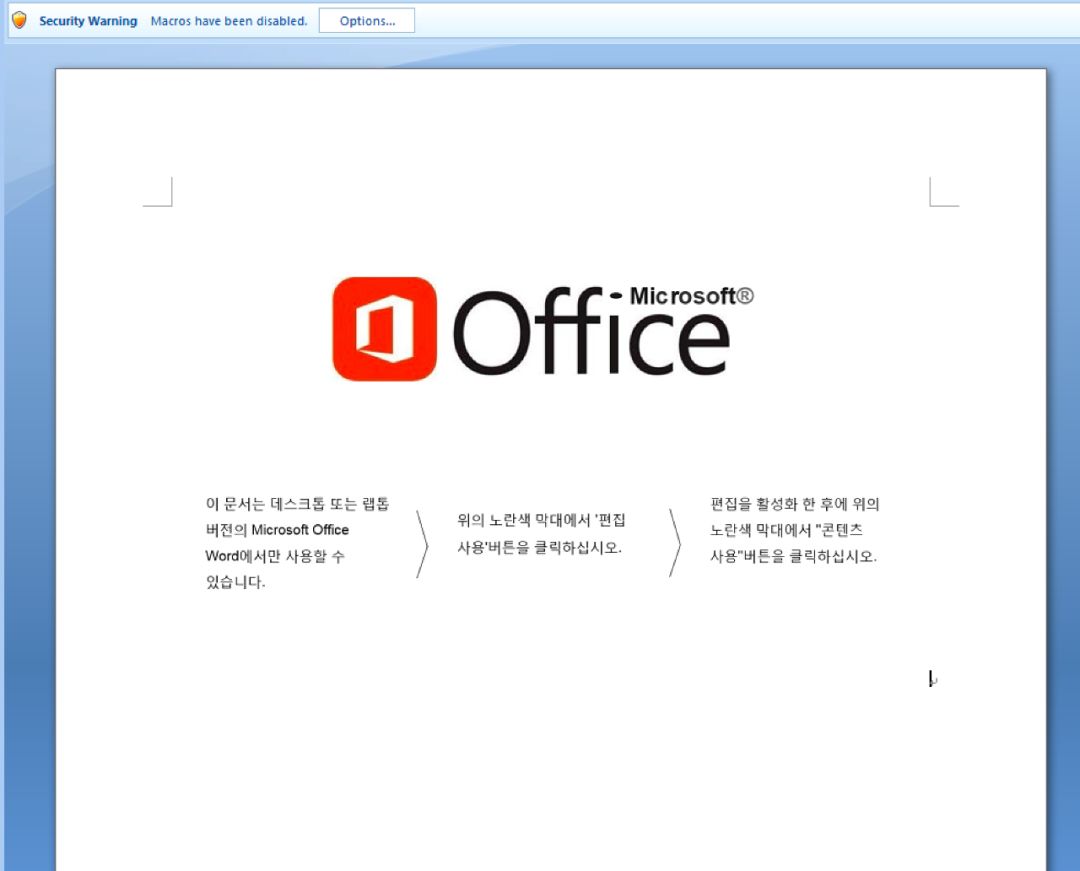 Security Warning Macros have been disabled. Options...
Office Microsoft®
이 문서는 데스크톱 또는 랩톱
버전의 Microsoft Office
Word에서만 사용할 수
있습니다.
위의 노란색 막대에서 '편집
사용'버튼을 클릭하십시오.
편집을 활성화 한 후에 위의
노란색 막대에서 "콘텐츠
사용"버튼을 클릭하십시오.